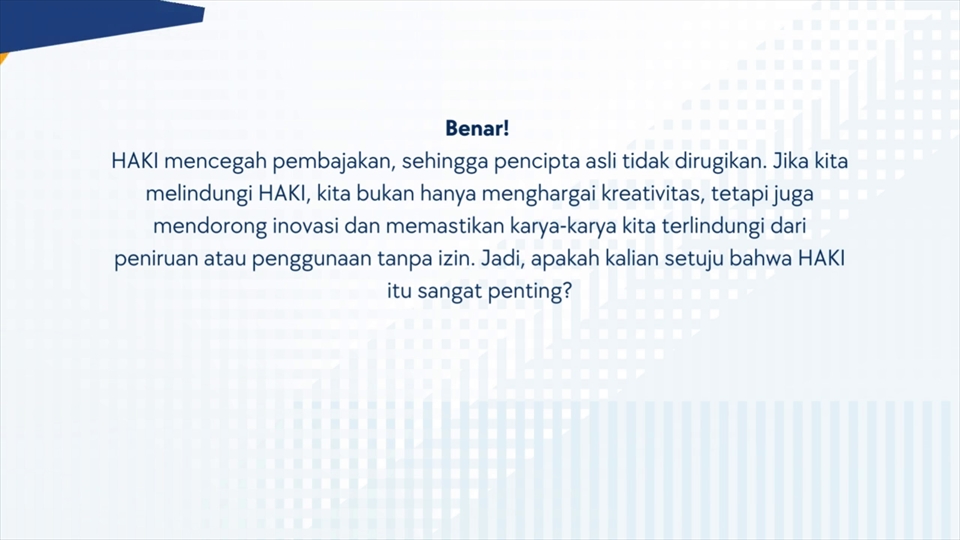 Benar!
HAKI mencegah pembajakan, sehingga pencipta asli tidak dirugikan. Jika kita
melindungi HAKI, kita bukan hanya menghargai kreativitas, tetapi juga
mendorong inovasi dan memastikan karya-karya kita terlindungi dari
peniruan atau penggunaan tanpa izin. Jadi, apakah kalian setuju bahwa HAKI
itu sangat penting?